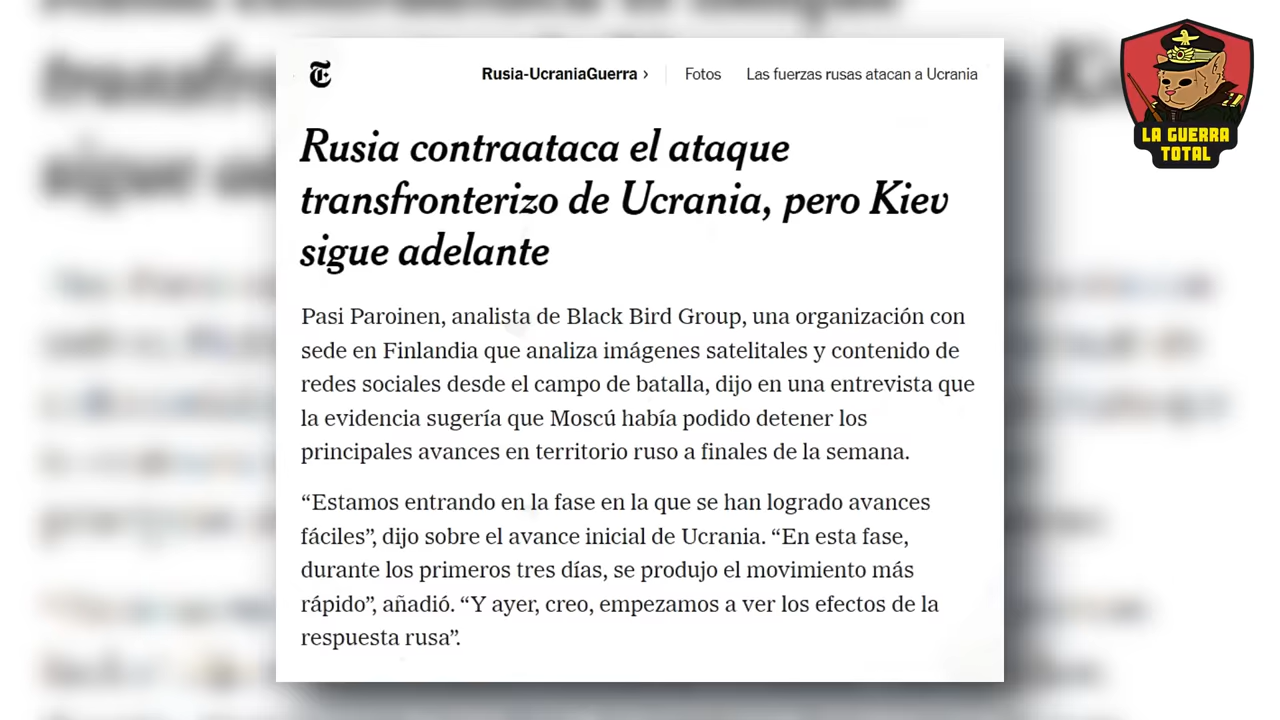 Rusia-UcraniaGuerra ›
Fotos
Las fuerzas rusas atacan a Ucrania
LA GUERRA
TOTAL
Rusia contraataca el ataque
transfronterizo de Ucrania, pero Kiev
sigue adelante
Pasi Paroinen, analista de Black Bird Group, una organización con
sede en Finlandia que analiza imágenes satelitales y contenido de
redes sociales desde el campo de batalla, dijo en una entrevista que
la evidencia sugería que Moscú había podido detener los
principales avances en territorio ruso a finales de la semana.
“Estamos entrando en la fase en la que se han logrado avances
fáciles”, dijo sobre el avance inicial de Ucrania. “En esta fase,
durante los primeros tres días, se produjo el movimiento más
rápido”, añadió. “Y ayer, creo, empezamos a ver los efectos de la
respuesta rusa”.